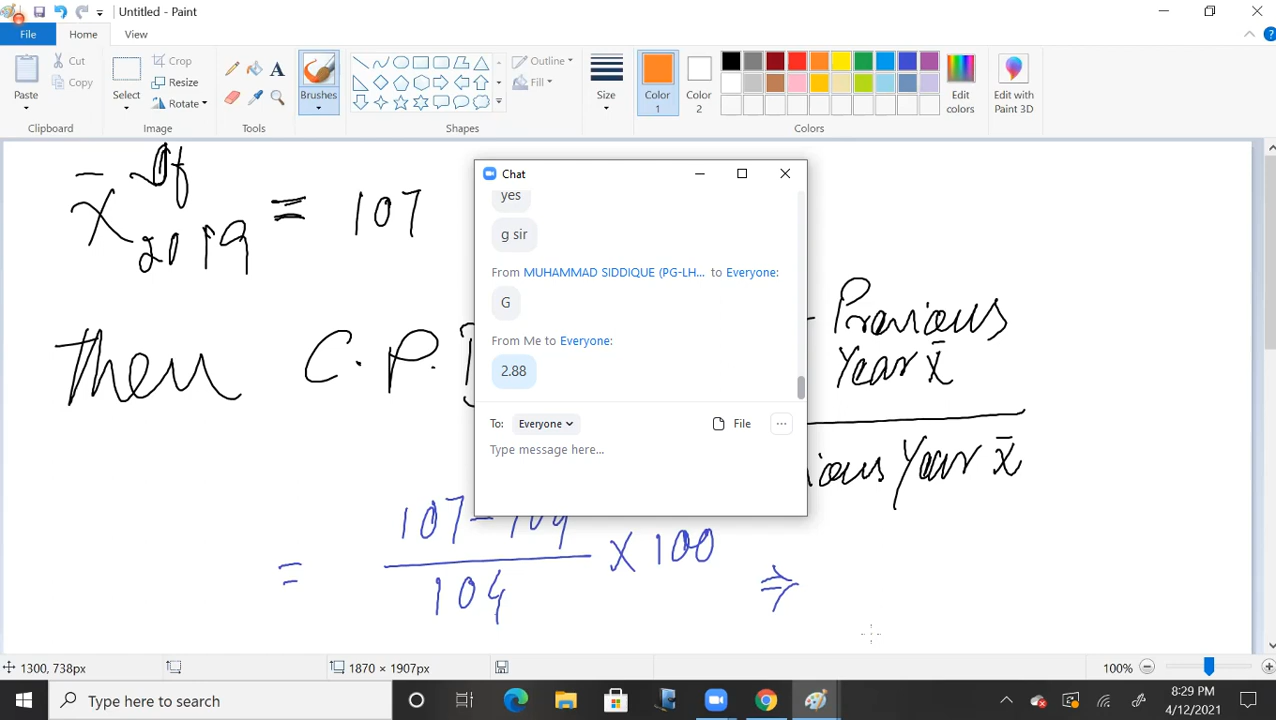 Untitled - Paint
File
Home
View
Paste
Cut
Copy
Clipboard
Select
Crop
Resize
Rotate
Image
Tools
Brushes
Shapes
Outline
Fill
Size
Color 1
Color 2
Colors
Edit colors
Edit with Paint 3D
x̄ of 2019 = 107
Then C.P.I
- Previous
Year x̄
Year x̄
= 107 - 104 X 100 ⇒
104
Chat
yes
g sir
From MUHAMMAD SIDDIQUE (PG-LH... to Everyone:
G
From Me to Everyone:
2.88
To: Everyone
File
...
Type message here...
1300, 738px
1870 × 1907px
100%
Type here to search
8:29 PM
4/12/2021